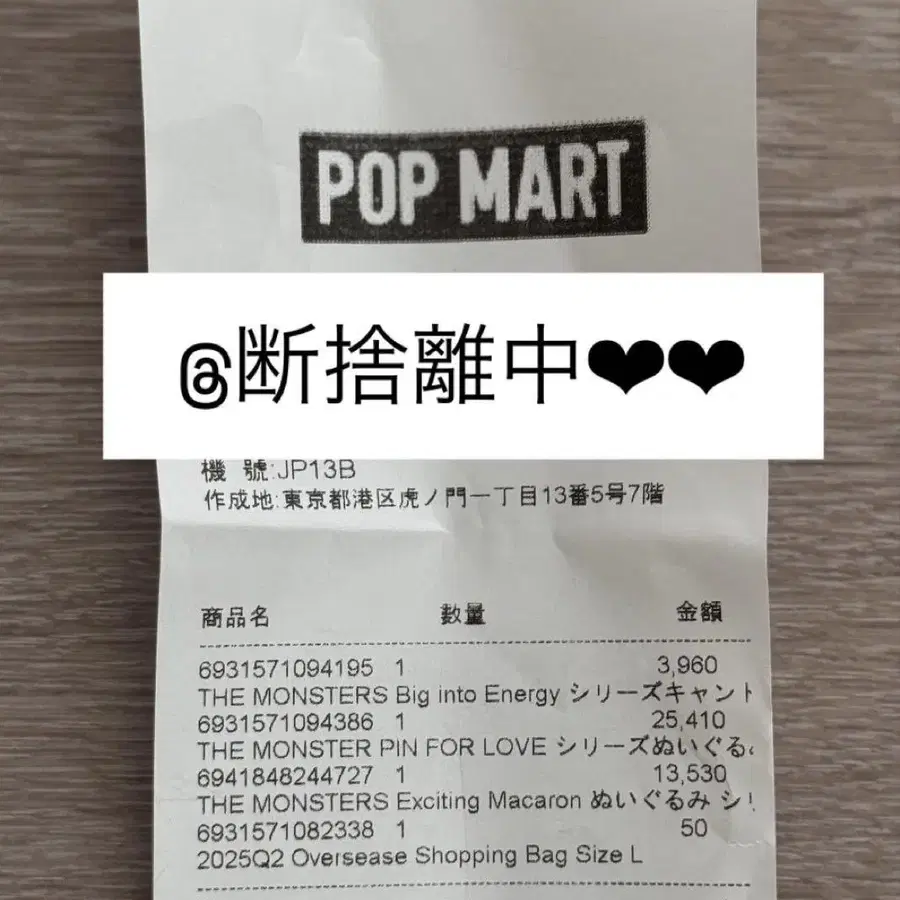 POP MART
@断捨離中❤❤
機 號:JP13B
作成地:東京都港区虎ノ門一丁目13番5号7階
商品名 数量 金額
6931571094195 1 3,960
THE MONSTERS Big into Energy シリーズキャント
6931571094386 1 25,410
THE MONSTER PIN FOR LOVE シリーズぬいぐる
6941848244727 1 13,530
THE MONSTERS Exciting Macaron ぬいぐるみ シリ
6931571082338 1 50
2025Q2 Oversease Shopping Bag Size L